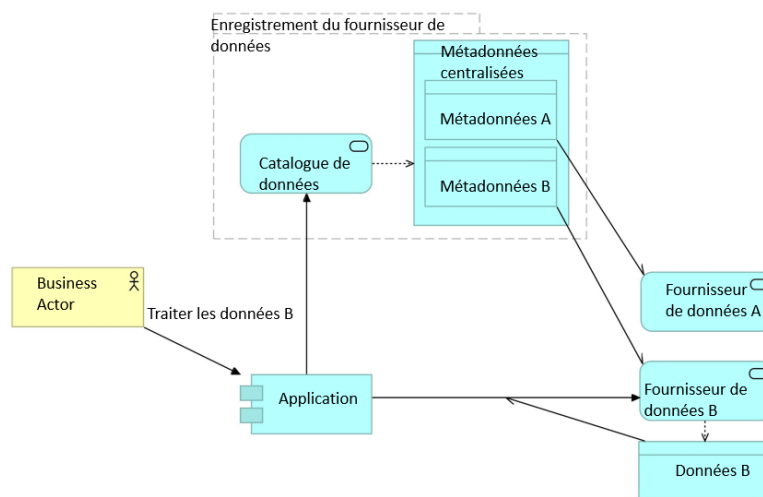 Enregistrement du fournisseur de
données
Métadonnées
centralisées
Métadonnées A
Catalogue de
données
Métadonnées B
Business
Actor
Traiter les données B
Fournisseur
de données A
Application
Fournisseur de
données B
Données B